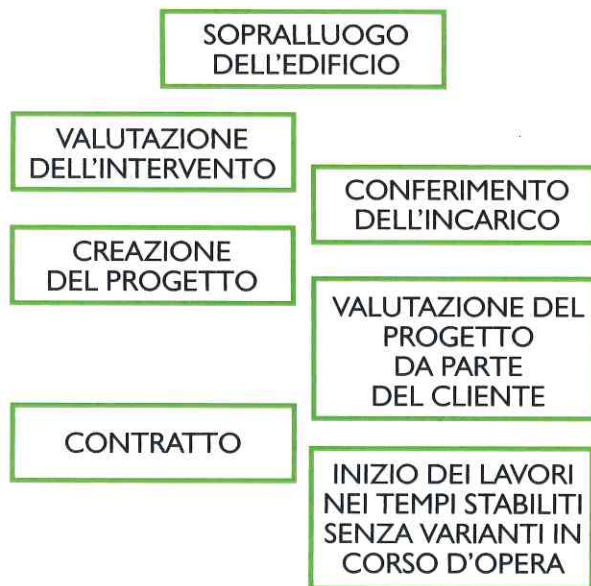 SOPRALLUOGO
DELL'EDIFICIO
VALUTAZIONE
DELL'INTERVENTO
CONFERIMENTO
DELL'INCARICO
CREAZIONE
DEL PROGETTO
VALUTAZIONE DEL
PROGETTO
DA PARTE
DEL CLIENTE
CONTRATTO
INIZIO DEI LAVORI
NEI TEMPI STABILITI
SENZA VARIANTI IN
CORSO D'OPERA